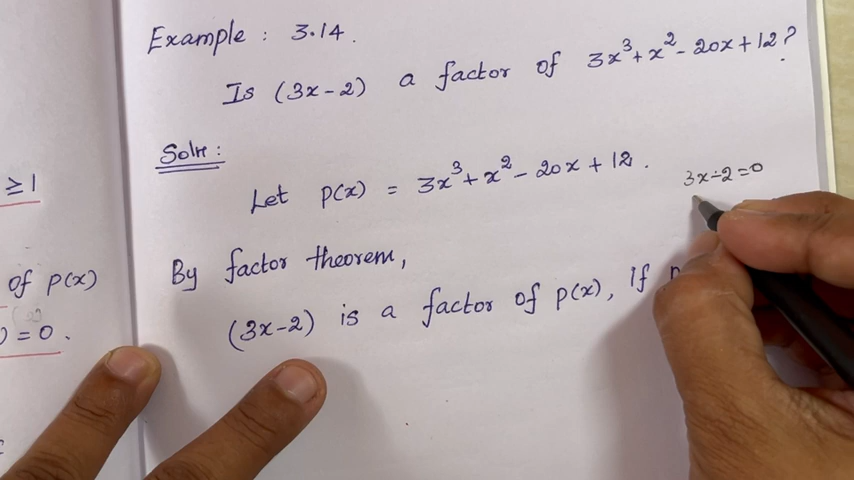 Example : 3.14.
Is (3x-2) a factor of 3x³+x²-20x+12?
Soln:
Let p(x) = 3x³+x²-20x+12.
3x-2=0
By factor theorem,
(3x-2) is a factor of p(x), if p
≥1
of p(x)
) = 0.